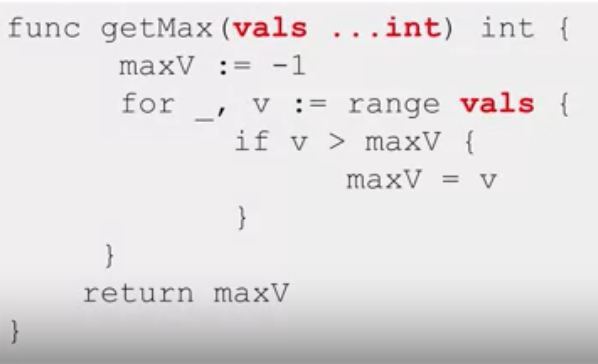 func getMax(vals ...int) int {
maxV := -1
for _, v := range vals {
if v > maxV {
maxV = v
}
}
return maxV
}